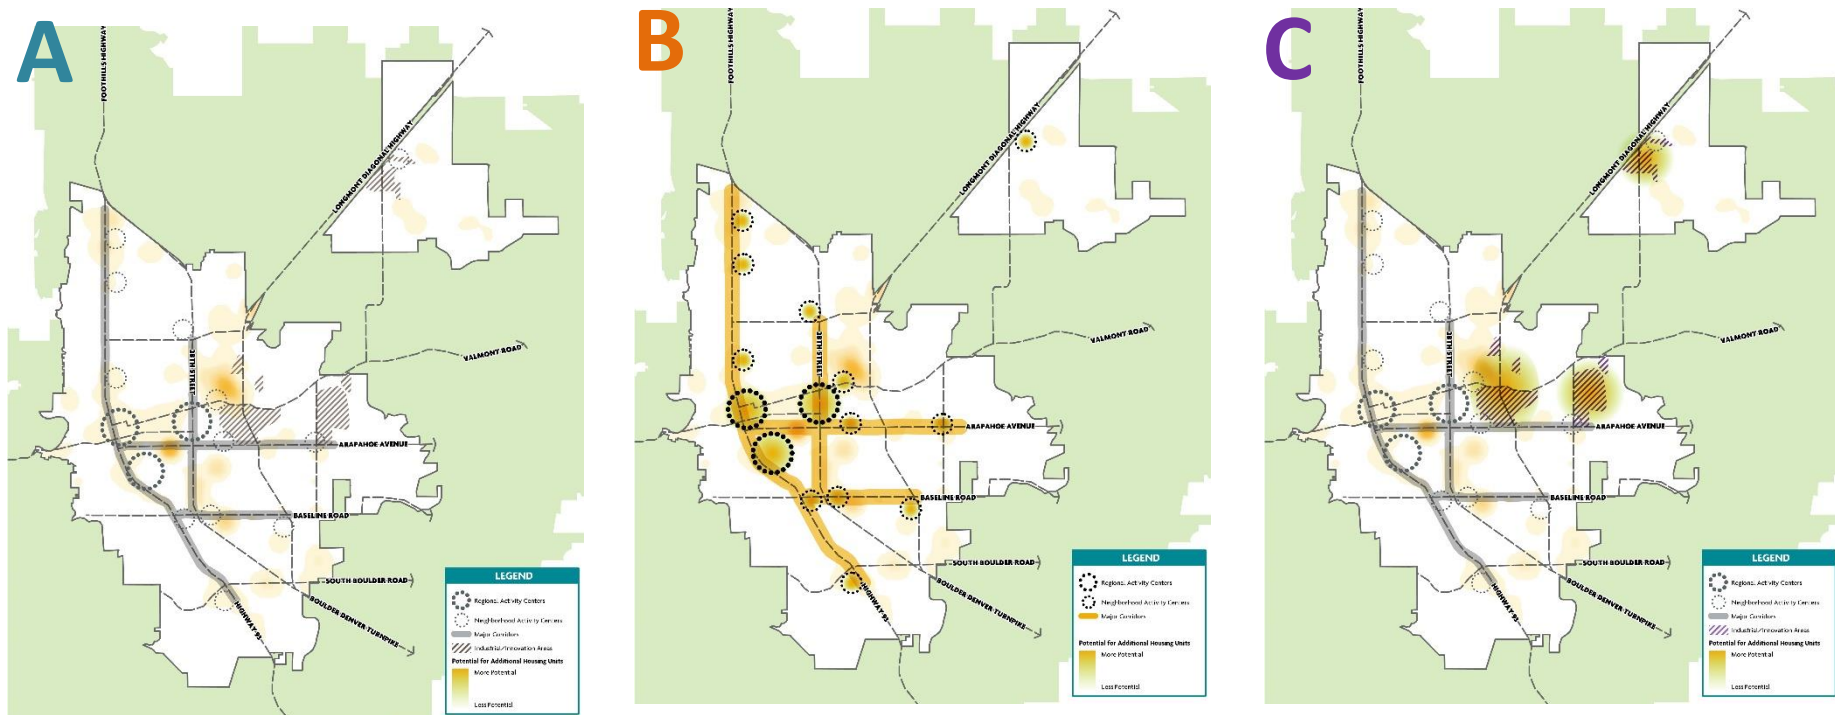 A
FOOTHILLS HIGHWAY
LONGMONT DIAGONAL HIGHWAY
28TH STREET
VALMONT ROAD
ARAPAHOE AVENUE
BASELINE ROAD
SOUTH BOULDER ROAD
BOULDER DENVER TURNPIKE
HIGHWAY 93
LEGEND
Regional Activity Centers
Neighborhood Activity Centers
Major Corridors
Industrial/Innovation Areas
Potential for Additional Housing Units
More Potential
Less Potential
B
FOOTHILLS HIGHWAY
LONGMONT DIAGONAL HIGHWAY
28TH STREET
VALMONT ROAD
ARAPAHOE AVENUE
BASELINE ROAD
SOUTH BOULDER ROAD
BOULDER DENVER TURNPIKE
HIGHWAY 93
LEGEND
Regional Activity Centers
Neighborhood Activity Centers
Major Corridors
Potential for Additional Housing Units
More Potential
Less Potential
C
FOOTHILLS HIGHWAY
LONGMONT DIAGONAL HIGHWAY
28TH STREET
VALMONT ROAD
ARAPAHOE AVENUE
BASELINE ROAD
SOUTH BOULDER ROAD
BOULDER DENVER TURNPIKE
HIGHWAY 93
LEGEND
Regional Activity Centers
Neighborhood Activity Centers
Major Corridors
Industrial/Innovation Areas
Potential for Additional Housing Units
More Potential
Less Potential